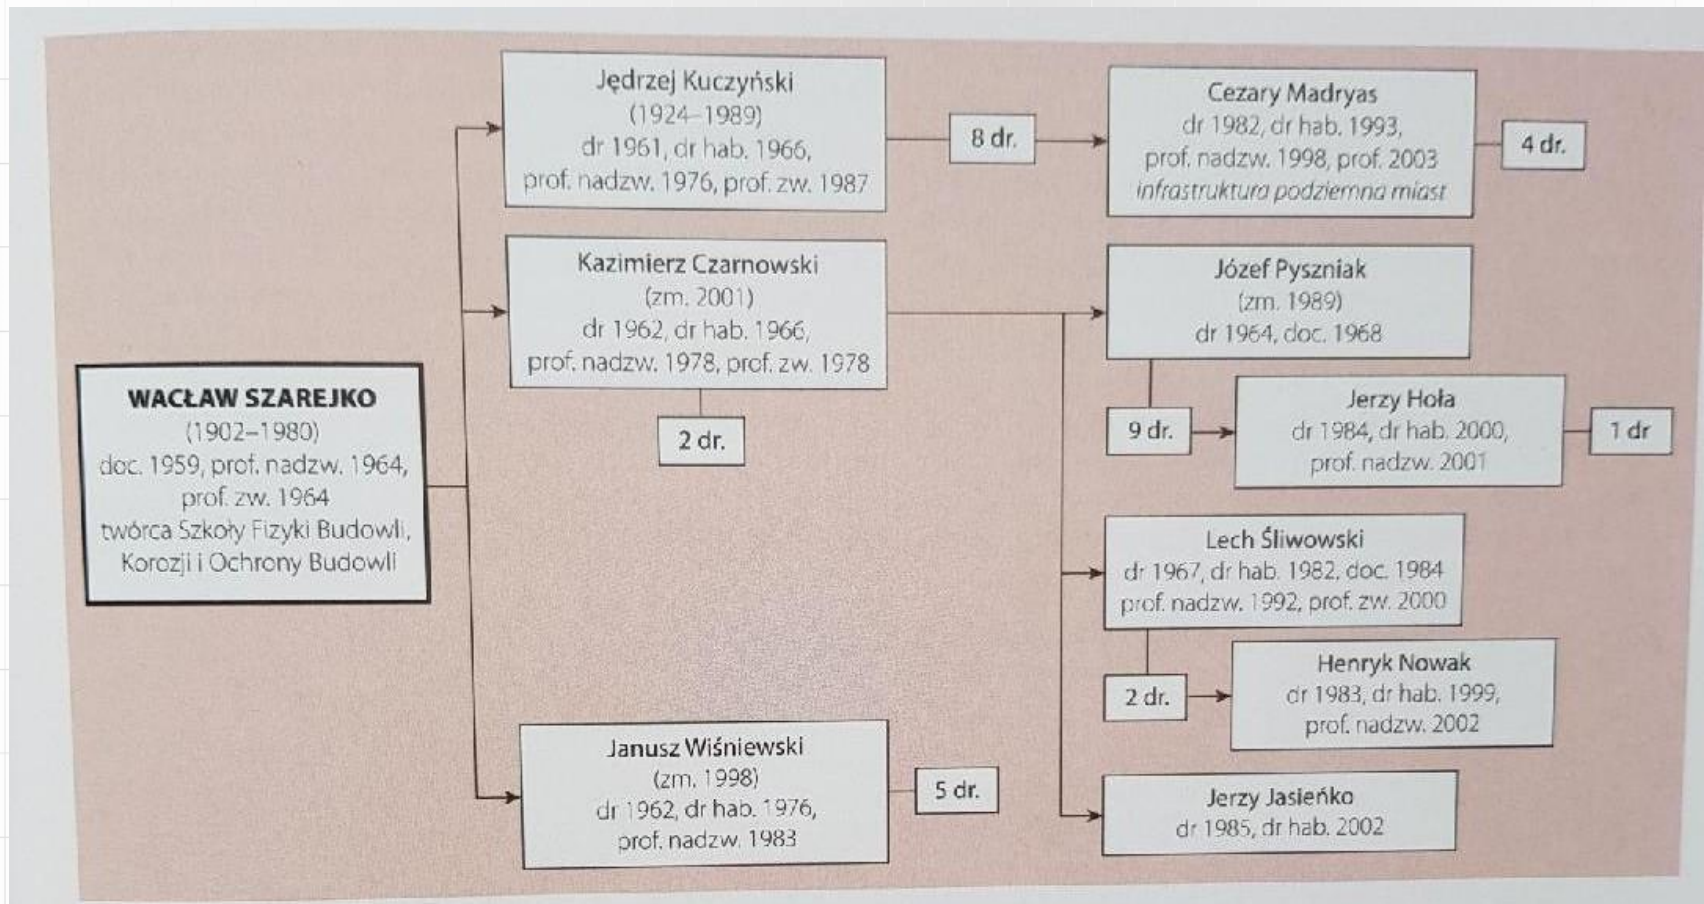 WACŁAW SZAREJKO
(1902–1980)
doc. 1959, prof. nadzw. 1964,
prof. zw. 1964
twórca Szkoły Fizyki Budowli,
Korozji i Ochrony Budowli
Jędrzej Kuczyński
(1924–1989)
dr 1961, dr hab. 1966,
prof. nadzw. 1976, prof. zw. 1987
8 dr.
Cezary Madryas
dr 1982, dr hab. 1993,
prof. nadzw. 1998, prof. 2003
infrastruktura podziemna miast
4 dr.
Kazimierz Czarnowski
(zm. 2001)
dr 1962, dr hab. 1966,
prof. nadzw. 1978, prof. zw. 1978
2 dr.
Józef Pyszniak
(zm. 1989)
dr 1964, doc. 1968
9 dr.
Jerzy Hoła
dr 1984, dr hab. 2000,
prof. nadzw. 2001
1 dr
Lech Śliwowski
dr 1967, dr hab. 1982, doc. 1984
prof. nadzw. 1992, prof. zw. 2000
2 dr.
Henryk Nowak
dr 1983, dr hab. 1999,
prof. nadzw. 2002
Jerzy Jasieńko
dr 1985, dr hab. 2002
Janusz Wiśniewski
(zm. 1998)
dr 1962, dr hab. 1976,
prof. nadzw. 1983
5 dr.